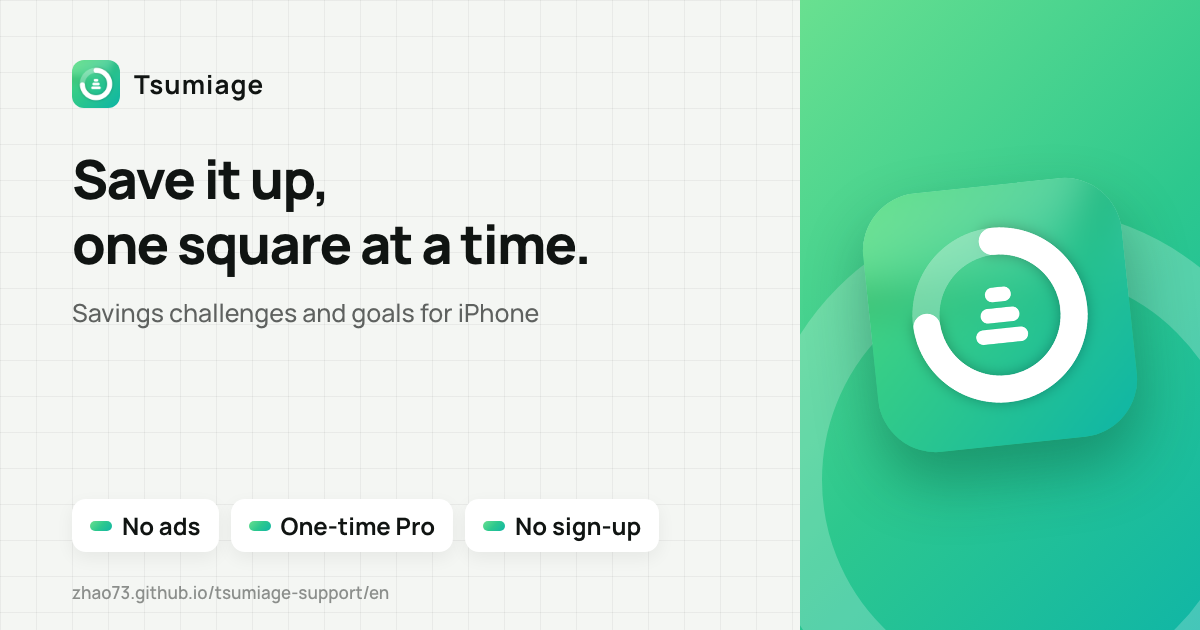 Tsumiage
Save it up,
one square at a time.
Savings challenges and goals for iPhone
No ads
One-time Pro
No sign-up
zhao73.github.io/tsumiage-support/en